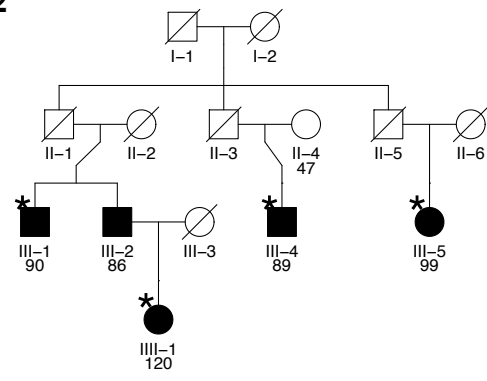 2
I–1 I–2
II–1 II–2 II–3 II–4 II–5 II–6
47
* * *
III–1 III–2 III–3 III–4 III–5
90 86 89 99
*
IIII–1
120